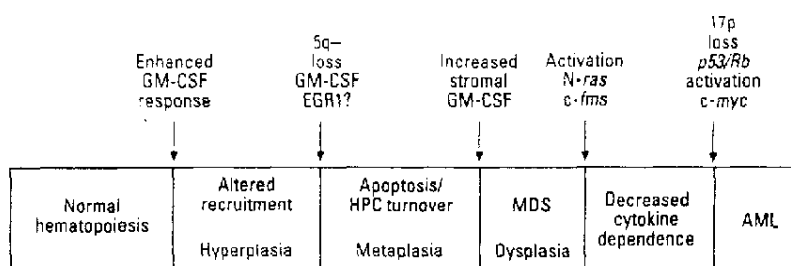 Enhanced
GM-CSF
response
5q–
loss
GM-CSF
EGR1?
Increased
stromal
GM-CSF
Activation
N-ras
c-fms
17p
loss
p53/Rb
activation
c-myc
Normal
hematopoiesis
Altered
recruitment
Hyperplasia
Apoptosis/
HPC turnover
Metaplasia
MDS
Dysplasia
Decreased
cytokine
dependence
AML